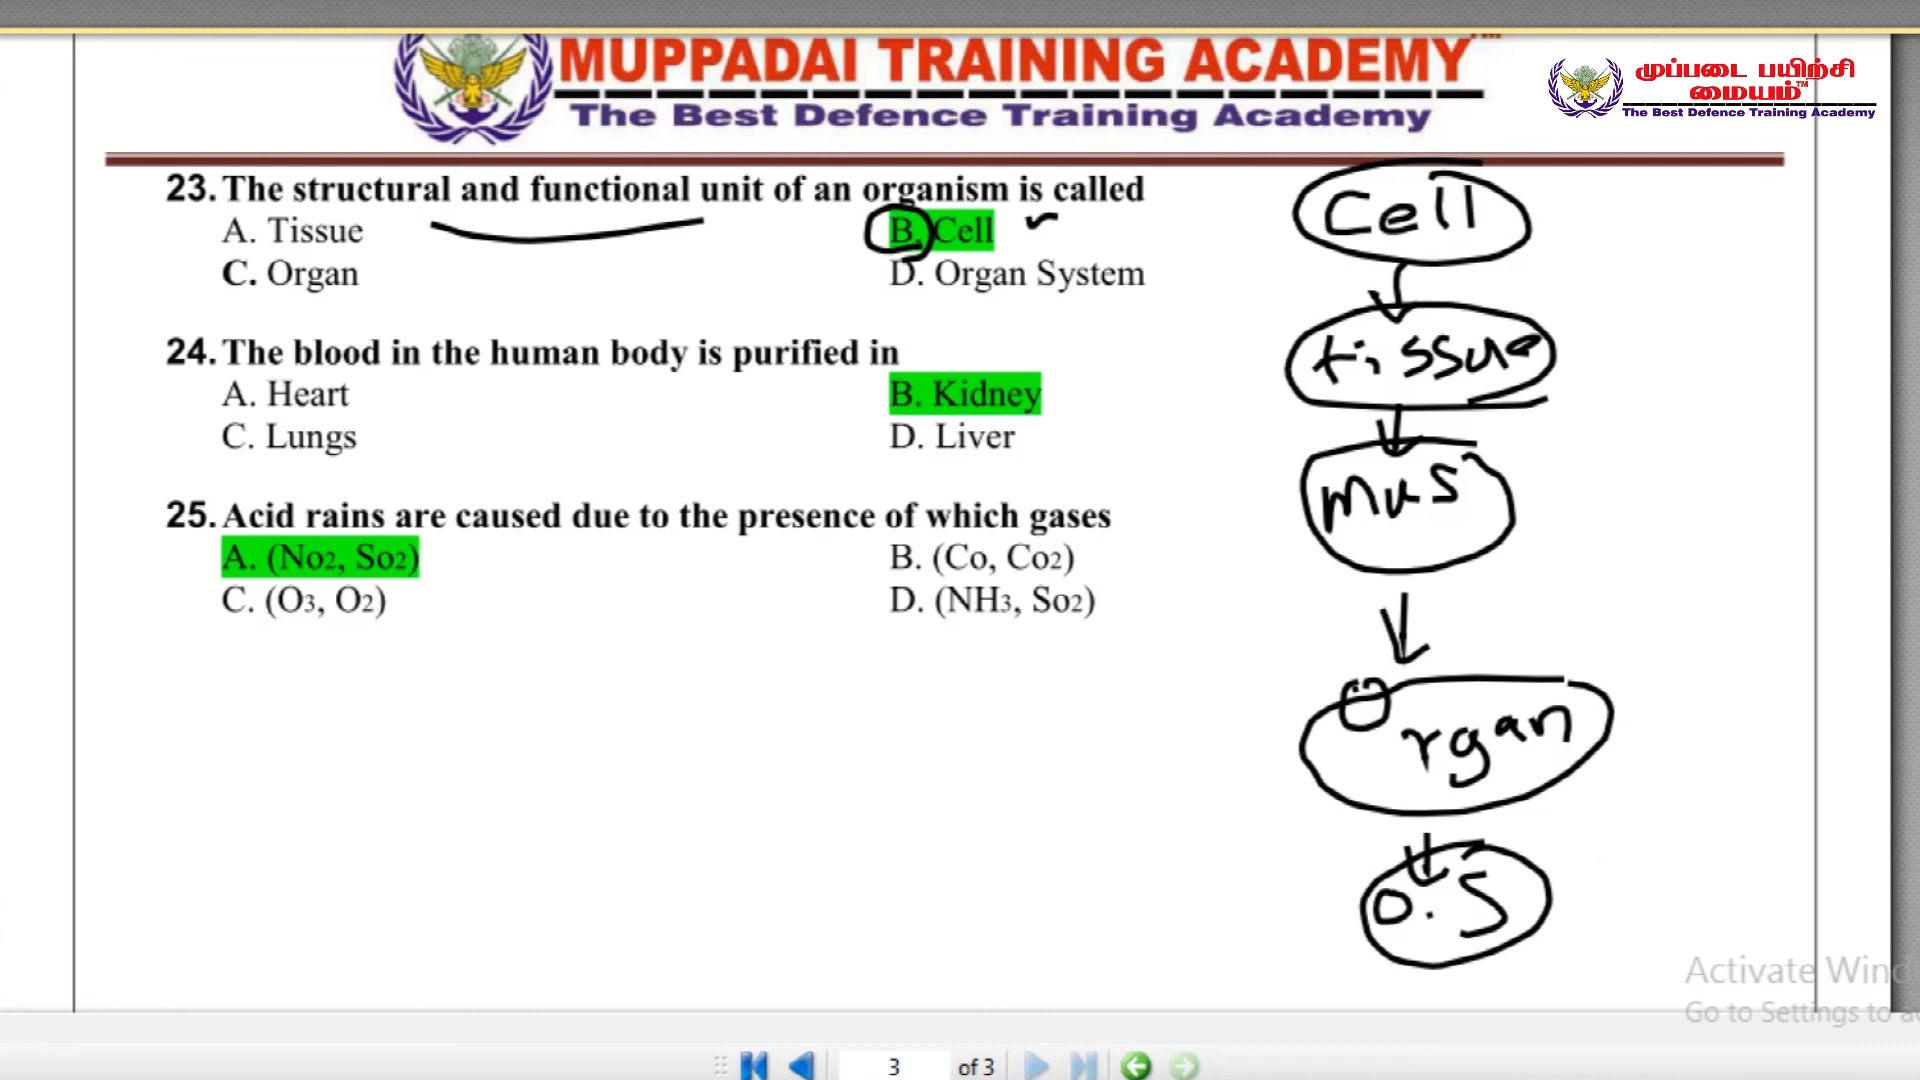 MUPPADAI TRAINING ACADEMY™
The Best Defence Training Academy
முப்படை பயிற்சி
மையம்™
The Best Defence Training Academy
23. The structural and functional unit of an organism is called
A. Tissue B. Cell
C. Organ D. Organ System
24. The blood in the human body is purified in
A. Heart B. Kidney
C. Lungs D. Liver
25. Acid rains are caused due to the presence of which gases
A. (No2, So2) B. (Co, Co2)
C. (O3, O2) D. (NH3, So2)
Cell
tissue
mus
Organ
O.S
Activate Wind
Go to Settings to a
3 of 3